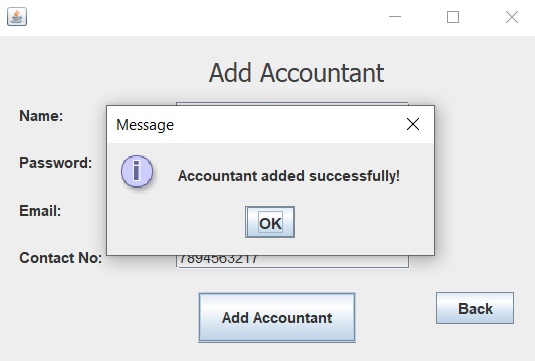 Add Accountant
Name:
Message
Password:
Accountant added successfully!
Email:
OK
Contact No:
7894563217
Add Accountant
Back